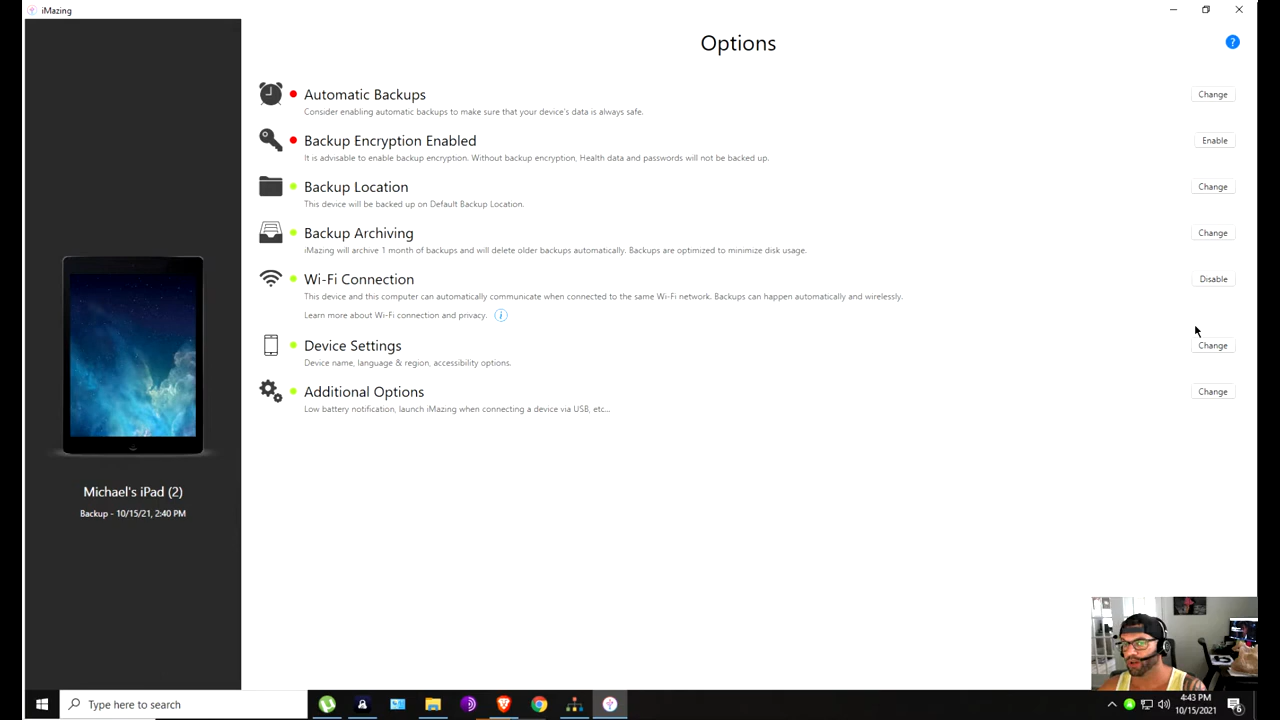 iMazing
Options
?
Automatic Backups
Change
Consider enabling automatic backups to make sure that your device's data is always safe.
Backup Encryption Enabled
Enable
It is advisable to enable backup encryption. Without backup encryption, Health data and passwords will not be backed up.
Backup Location
Change
This device will be backed up on Default Backup Location.
Backup Archiving
Change
iMazing will archive 1 month of backups and will delete older backups automatically. Backups are optimized to minimize disk usage.
Wi-Fi Connection
Disable
This device and this computer can automatically communicate when connected to the same Wi-Fi network. Backups can happen automatically and wirelessly.
Learn more about Wi-Fi connection and privacy. i
Device Settings
Change
Device name, language & region, accessibility options.
Additional Options
Change
Low battery notification, launch iMazing when connecting a device via USB, etc...
Michael's iPad (2)
Backup - 10/15/21, 2:40 PM
Type here to search
4:43 PM
10/15/2021
6